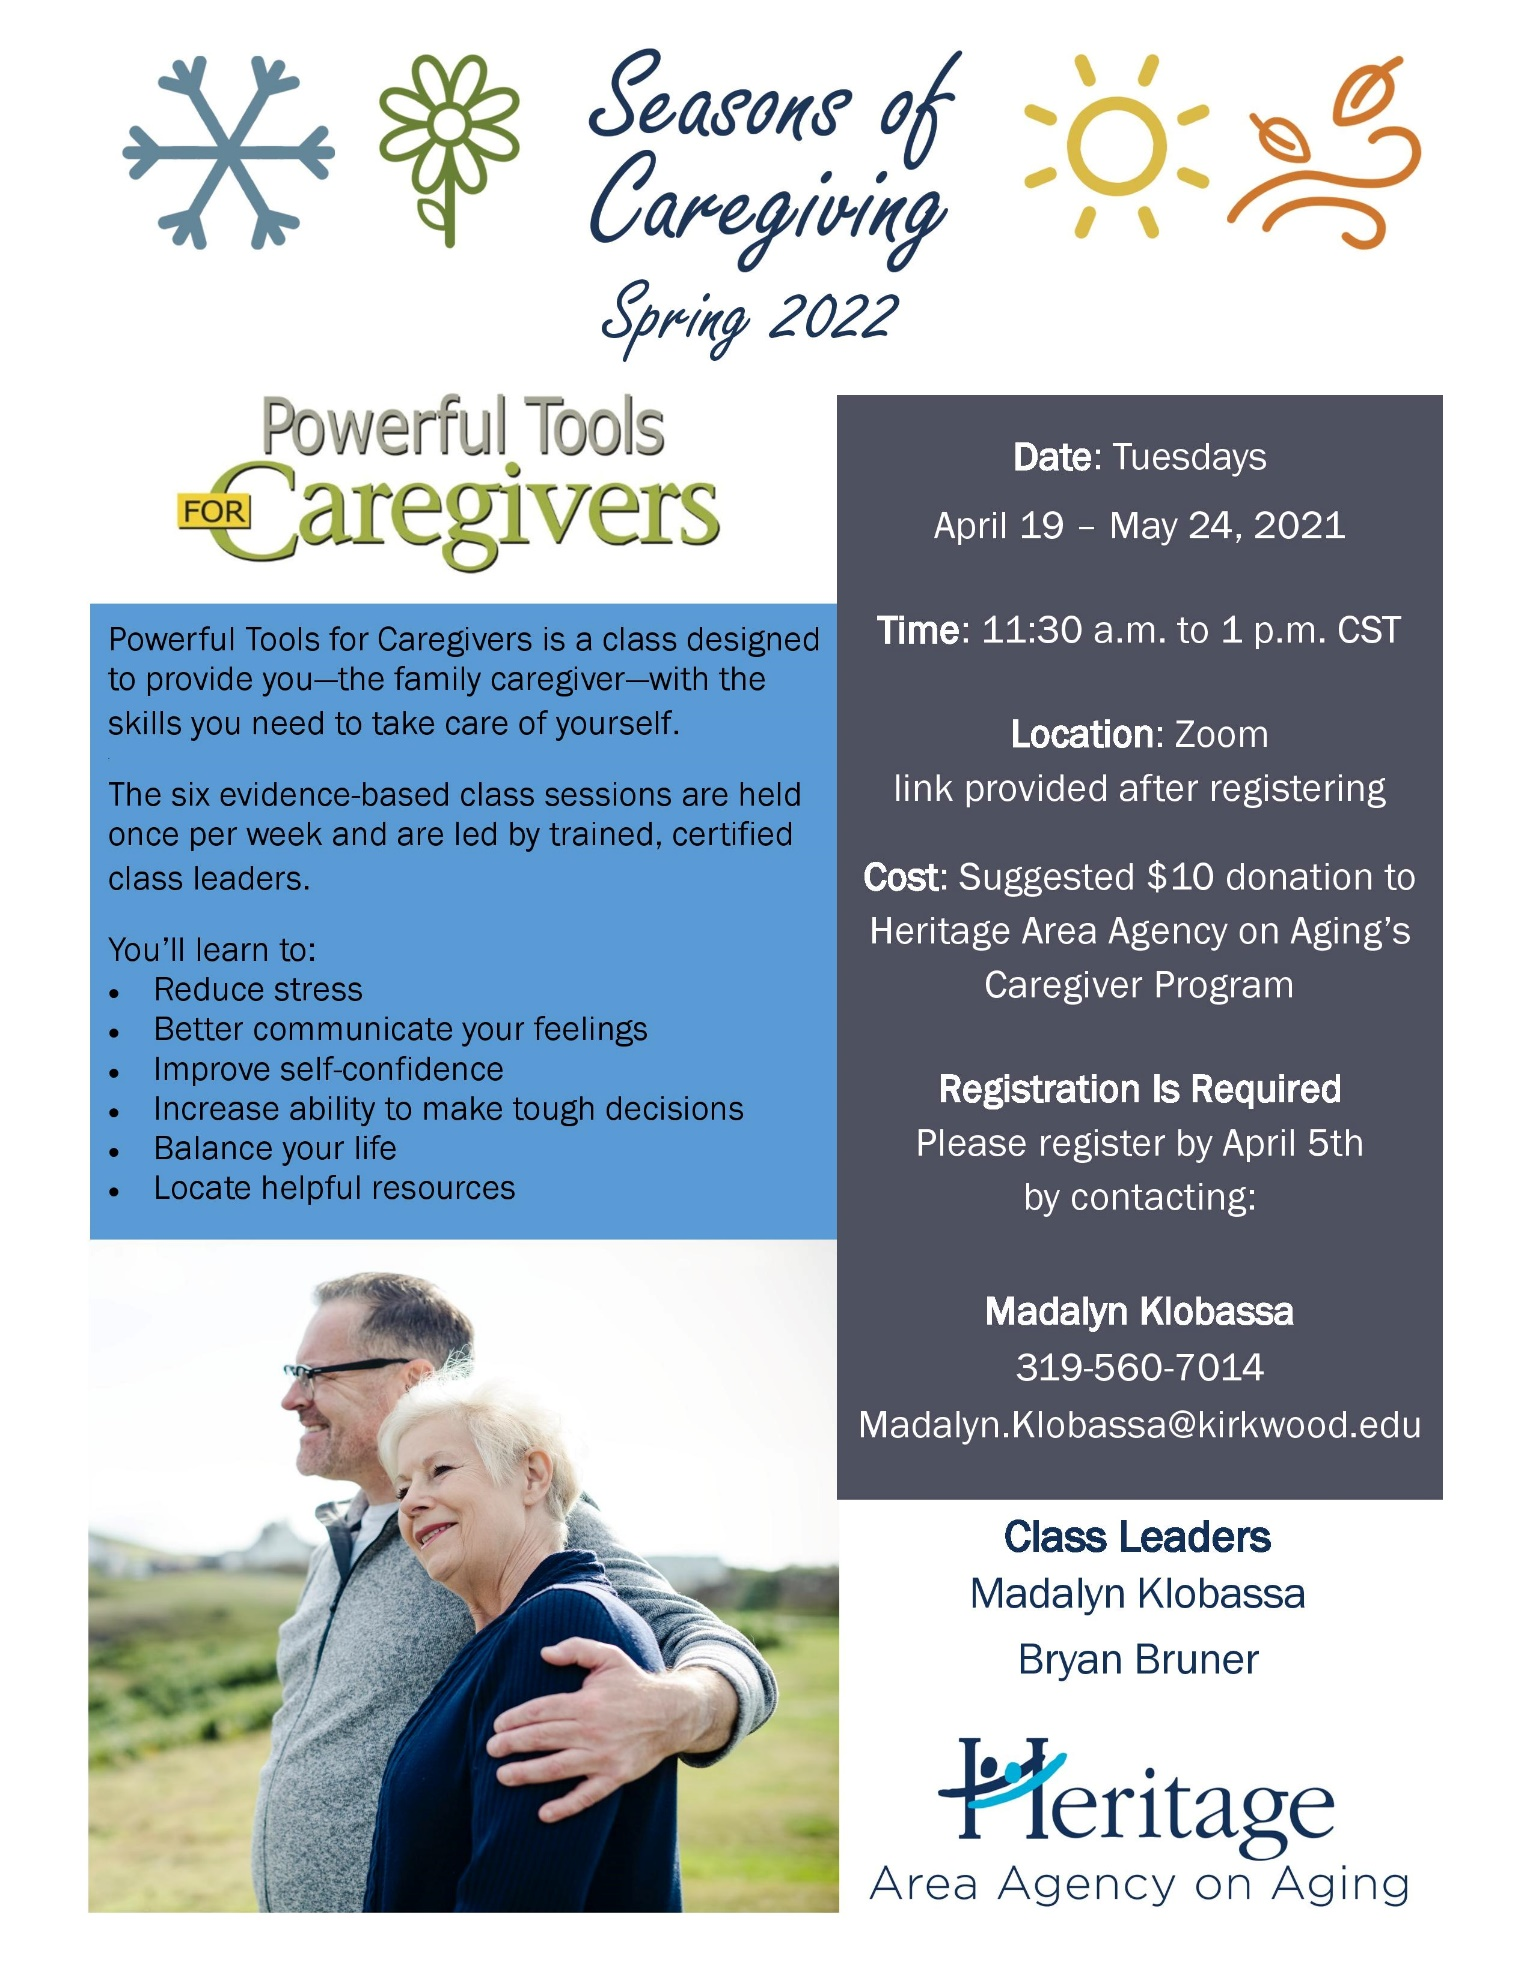 Seasons of
Caregiving
Spring 2022
Powerful Tools
FOR Caregivers
Powerful Tools for Caregivers is a class designed
to provide you—the family caregiver—with the
skills you need to take care of yourself.
The six evidence-based class sessions are held
once per week and are led by trained, certified
class leaders.
You’ll learn to:
• Reduce stress
• Better communicate your feelings
• Improve self-confidence
• Increase ability to make tough decisions
• Balance your life
• Locate helpful resources
Date: Tuesdays
April 19 – May 24, 2021
Time: 11:30 a.m. to 1 p.m. CST
Location: Zoom
link provided after registering
Cost: Suggested $10 donation to
Heritage Area Agency on Aging’s
Caregiver Program
Registration Is Required
Please register by April 5th
by contacting:
Madalyn Klobassa
319-560-7014
Madalyn.Klobassa@kirkwood.edu
Class Leaders
Madalyn Klobassa
Bryan Bruner
Heritage
Area Agency on Aging